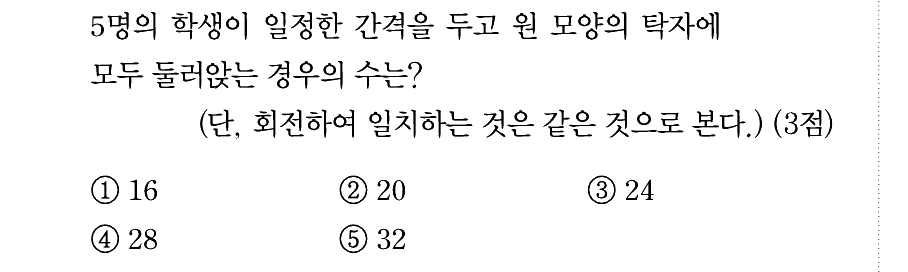 5명의 학생이 일정한 간격을 두고 원 모양의 탁자에
모두 둘러앉는 경우의 수는?
(단, 회전하여 일치하는 것은 같은 것으로 본다.) (3점)
① 16 ② 20 ③ 24
④ 28 ⑤ 32